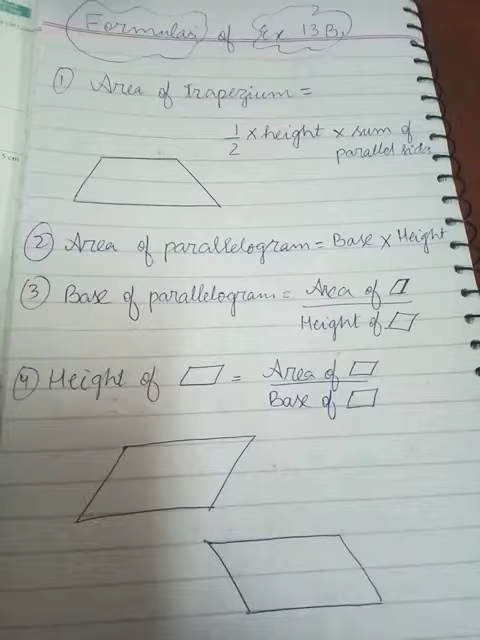 Formulas of Ex 13B.
① Area of trapezium =
1/2 × height × sum of
parallel sides
5 cm
② Area of parallelogram = Base × Height
③ Base of parallelogram = Area of ▱
Height of ▱
④ Height of ▱ = Area of ▱
Base of ▱